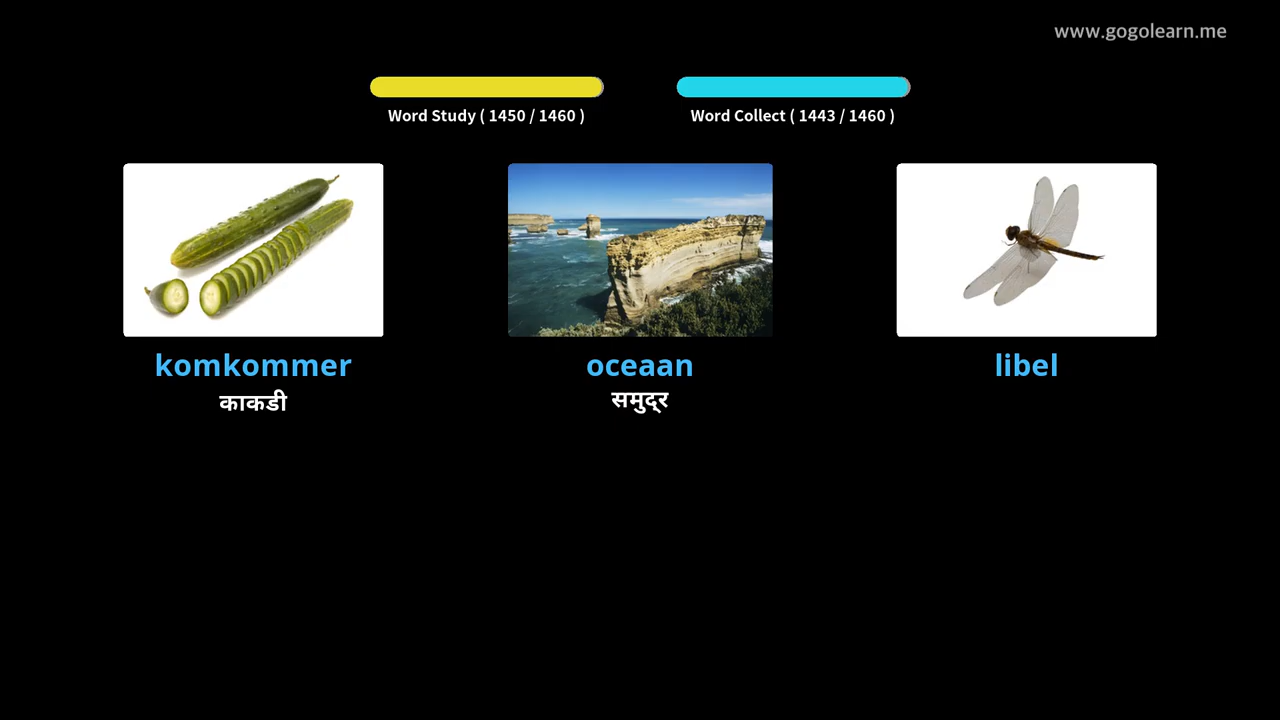 www.gogolearn.me
Word Study ( 1450 / 1460 )
Word Collect ( 1443 / 1460 )
komkommer
oceaan
libel
काकडी
समुद्र